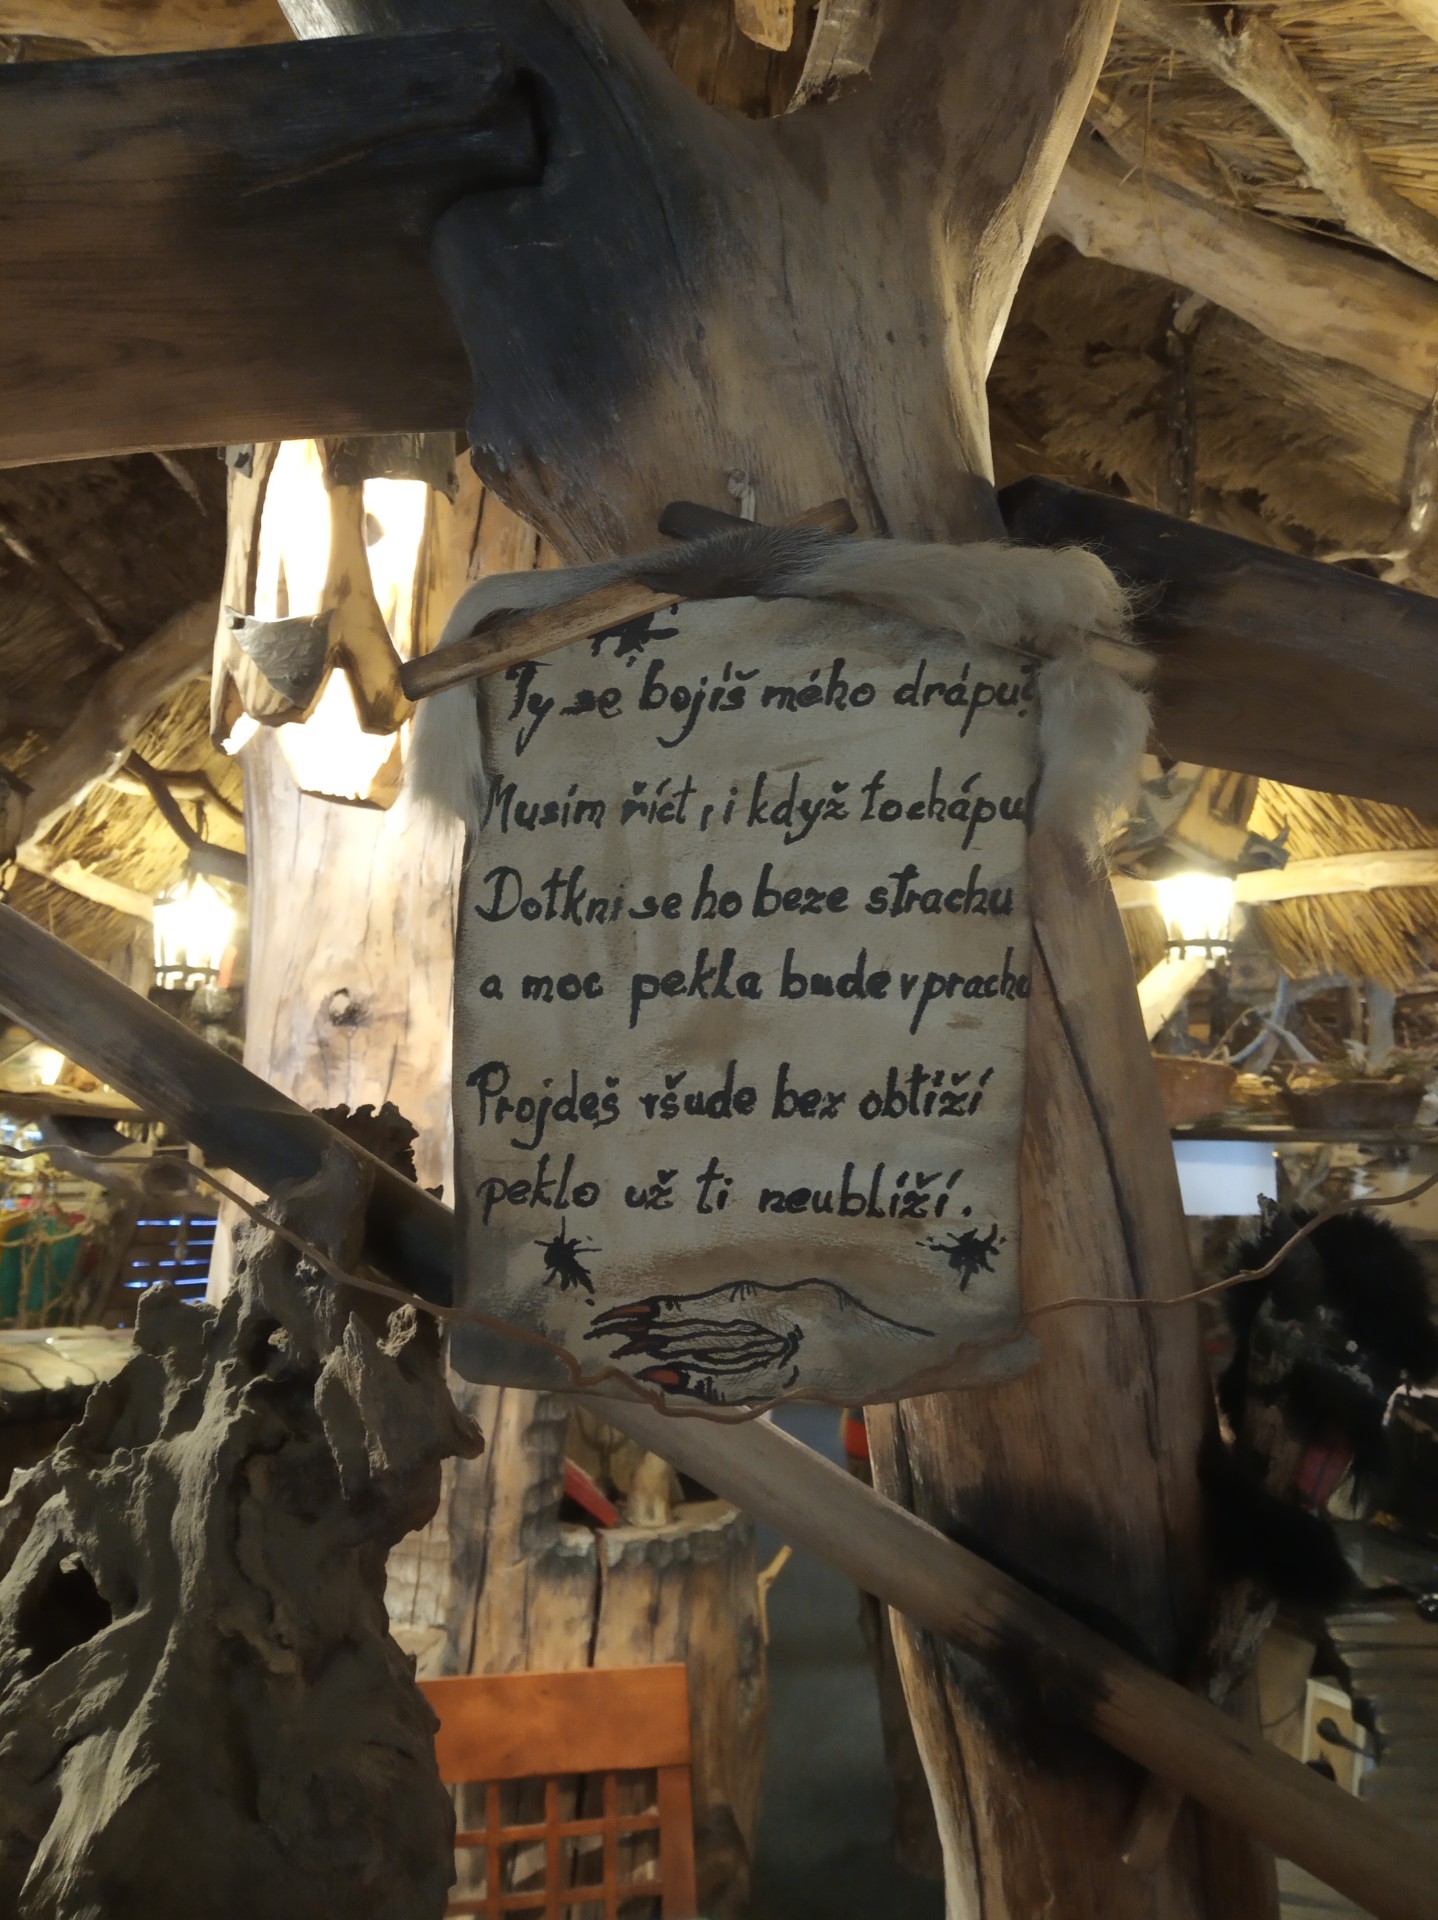 Ty se bojíš mého drápu?
Musím říct, i když to chápu
Dotkni se ho beze strachu
a moc pekla bude v prachu
Projdeš všude bez obtíží
peklo už ti neublíží.